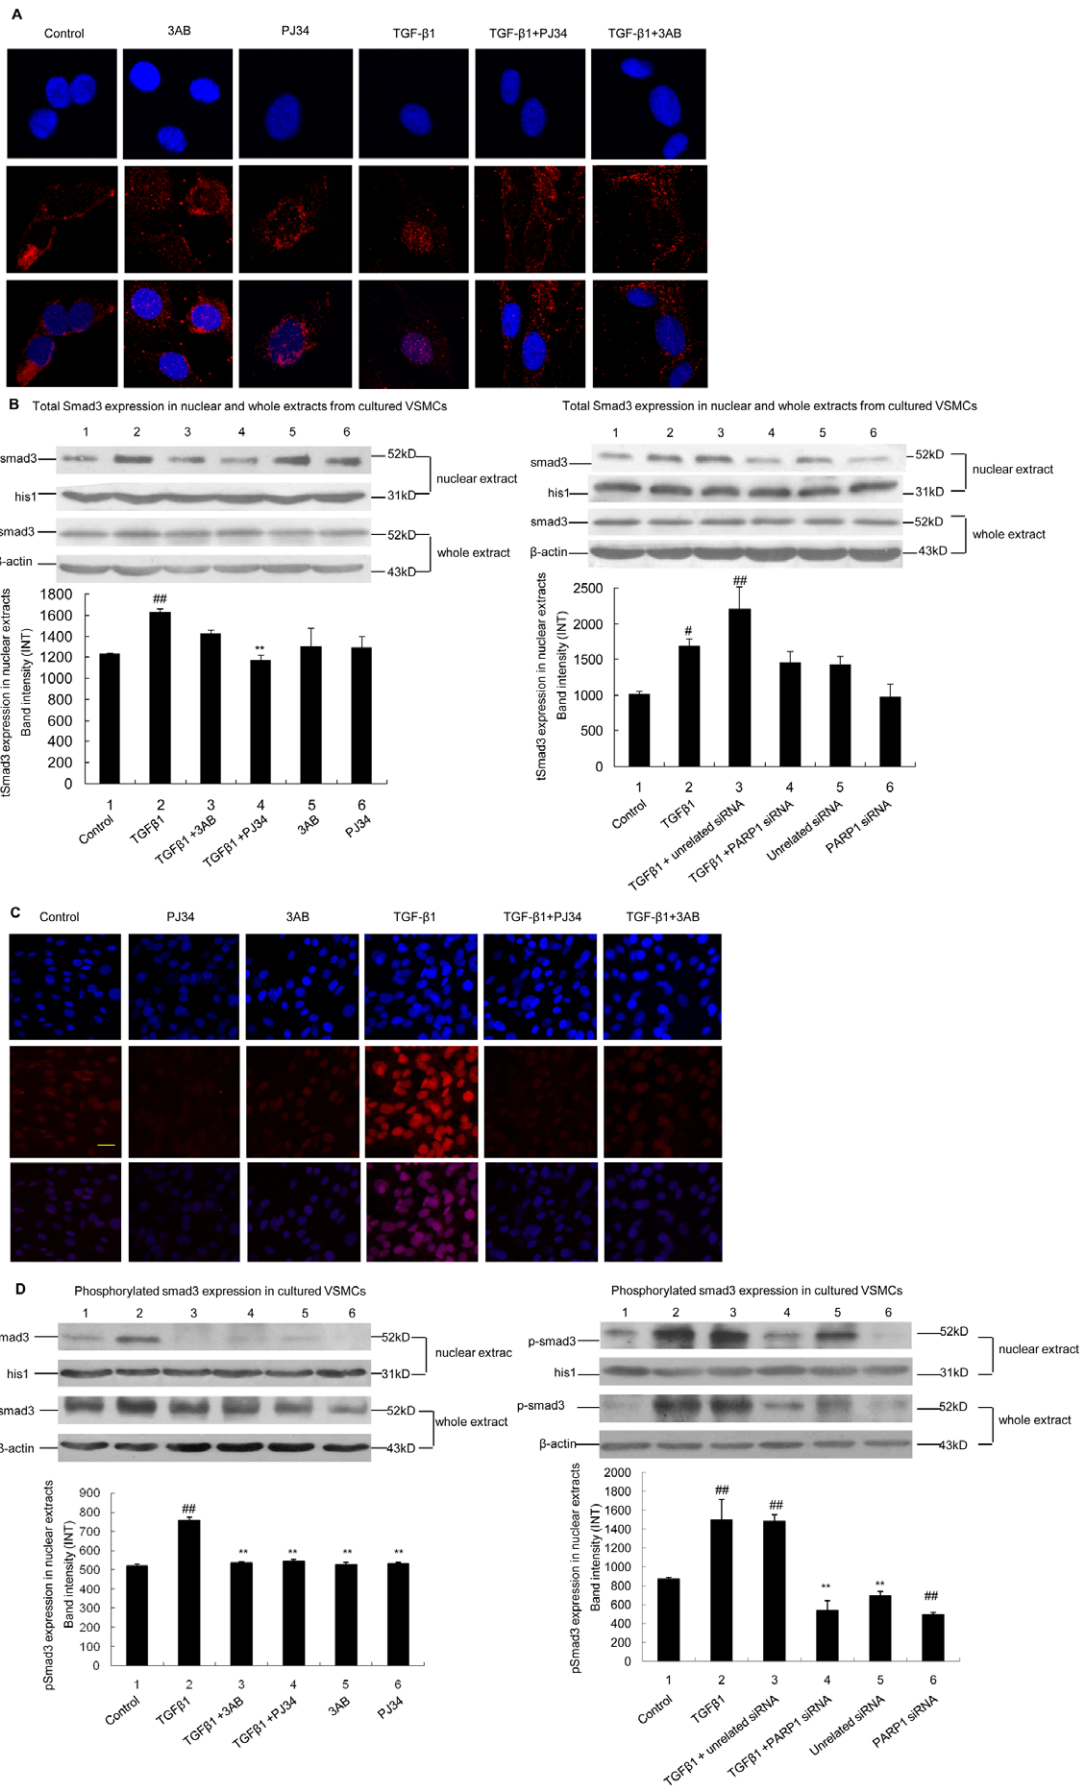 A
Control 3AB PJ34 TGF-β1 TGF-β1+PJ34 TGF-β1+3AB
B Total Smad3 expression in nuclear and whole extracts from cultured VSMCs
1 2 3 4 5 6
smad3 52kD
nuclear extract
his1 31kD
smad3 52kD
whole extract
β-actin 43kD
tSmad3 expression in nuclear extracts
Band intensity (INT)
1800
1600
1400
1200
1000
800
600
400
200
0
##
**
1 2 3 4 5 6
Control TGFβ1 TGFβ1 +3AB TGFβ1 +PJ34 3AB PJ34
Total Smad3 expression in nuclear and whole extracts from cultured VSMCs
1 2 3 4 5 6
smad3 52kD
nuclear extract
his1 31kD
smad3 52kD
whole extract
β-actin 43kD
tSmad3 expression in nuclear extracts
Band intensity (INT)
2500
2000
1500
1000
500
0
#
##
1 2 3 4 5 6
Control TGFβ1 TGFβ1 + unrelated siRNA TGFβ1 +PARP1 siRNA Unrelated siRNA PARP1 siRNA
C
Control PJ34 3AB TGF-β1 TGF-β1+PJ34 TGF-β1+3AB
D Phosphorylated smad3 expression in cultured VSMCs
1 2 3 4 5 6
mad3 52kD
nuclear extrac
his1 31kD
smad3 52kD
whole extract
β-actin 43kD
pSmad3 expression in nuclear extracts
Band intensity (INT)
900
800
700
600
500
400
300
200
100
0
##
** ** ** **
1 2 3 4 5 6
Control TGFβ1 TGFβ1 +3AB TGFβ1 +PJ34 3AB PJ34
Phosphorylated smad3 expression in cultured VSMCs
1 2 3 4 5 6
p-smad3 52kD
nuclear extract
his1 31kD
p-smad3 52kD
whole extract
β-actin 43kD
pSmad3 expression in nuclear extracts
Band intensity (INT)
2000
1800
1600
1400
1200
1000
800
600
400
200
0
## ##
** ** ##
1 2 3 4 5 6
Control TGFβ1 TGFβ1 + unrelated siRNA TGFβ1 +PARP1 siRNA Unrelated siRNA PARP1 siRNA